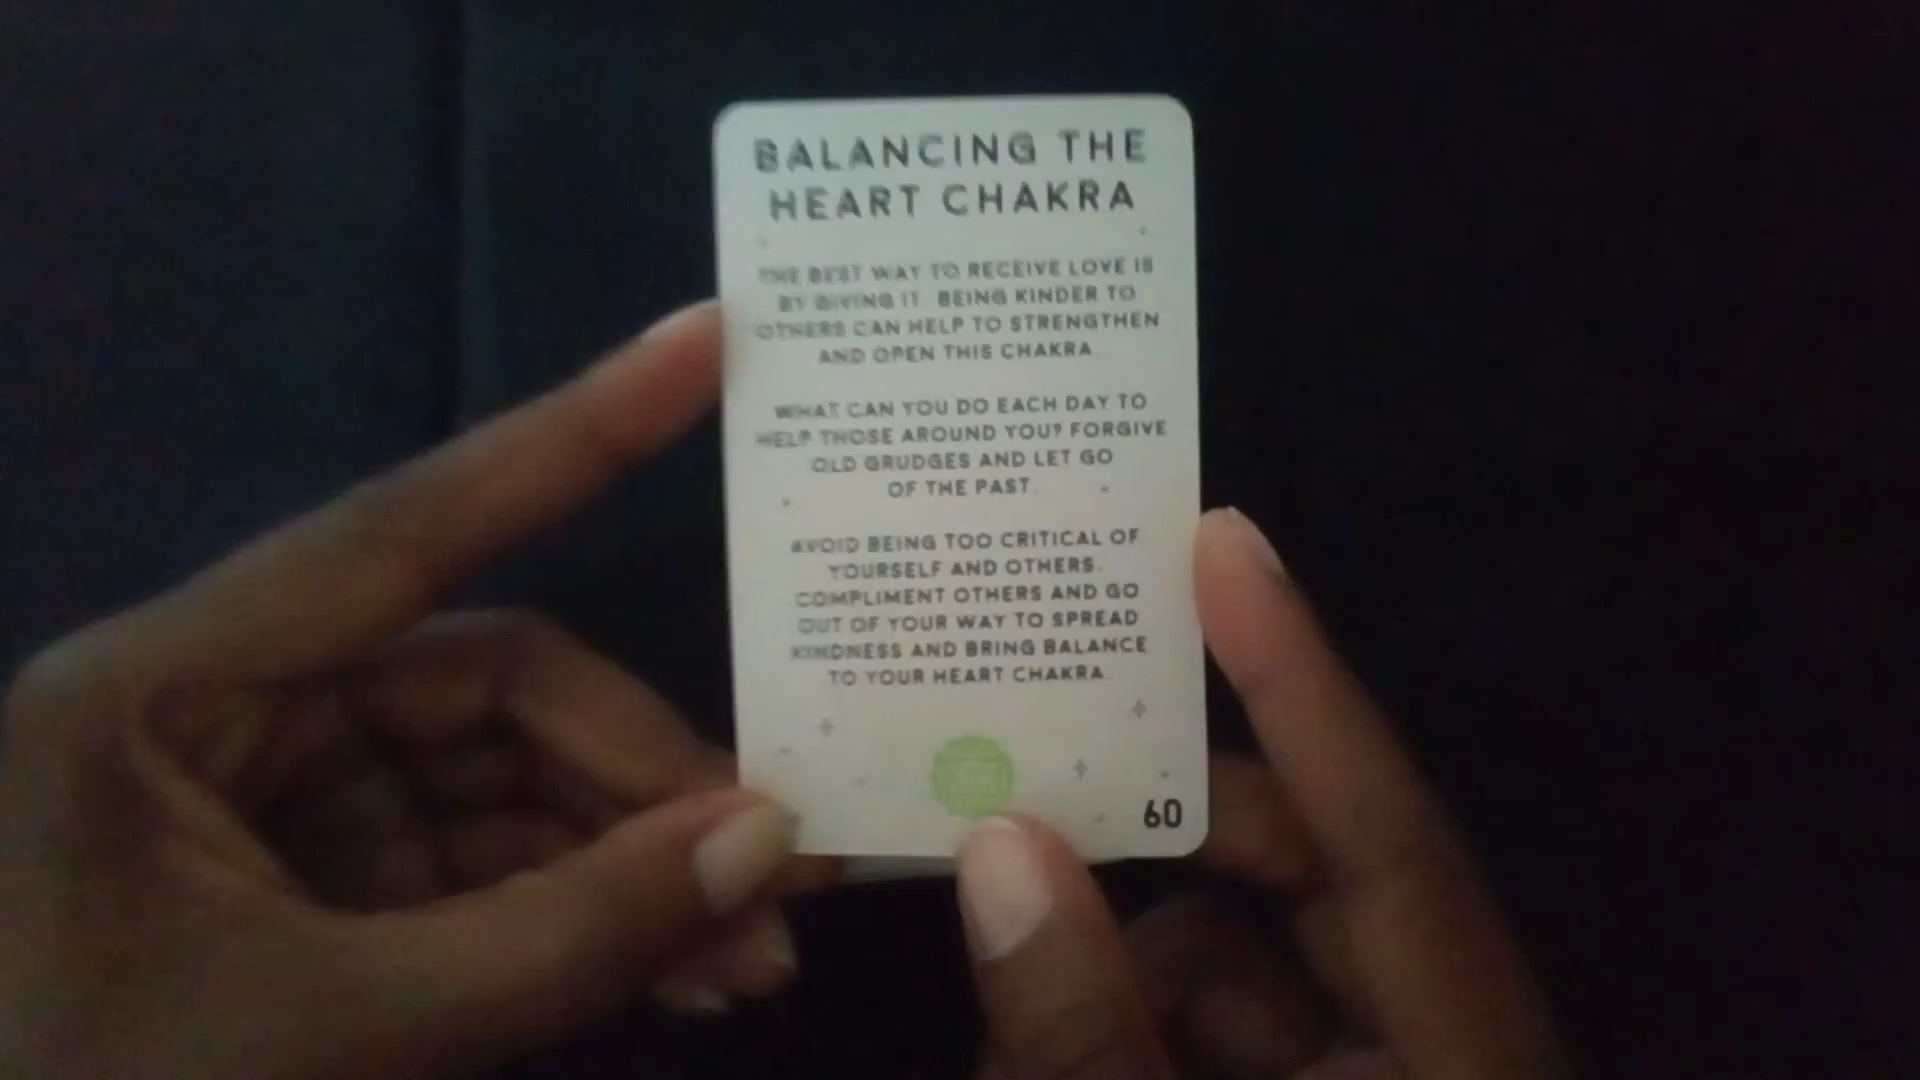 BALANCING THE
HEART CHAKRA
THE BEST WAY TO RECEIVE LOVE IS
BY GIVING IT. BEING KINDER TO
OTHERS CAN HELP TO STRENGTHEN
AND OPEN THIS CHAKRA.
WHAT CAN YOU DO EACH DAY TO
HELP THOSE AROUND YOU? FORGIVE
OLD GRUDGES AND LET GO
OF THE PAST.
AVOID BEING TOO CRITICAL OF
YOURSELF AND OTHERS.
COMPLIMENT OTHERS AND GO
OUT OF YOUR WAY TO SPREAD
KINDNESS AND BRING BALANCE
TO YOUR HEART CHAKRA.
60